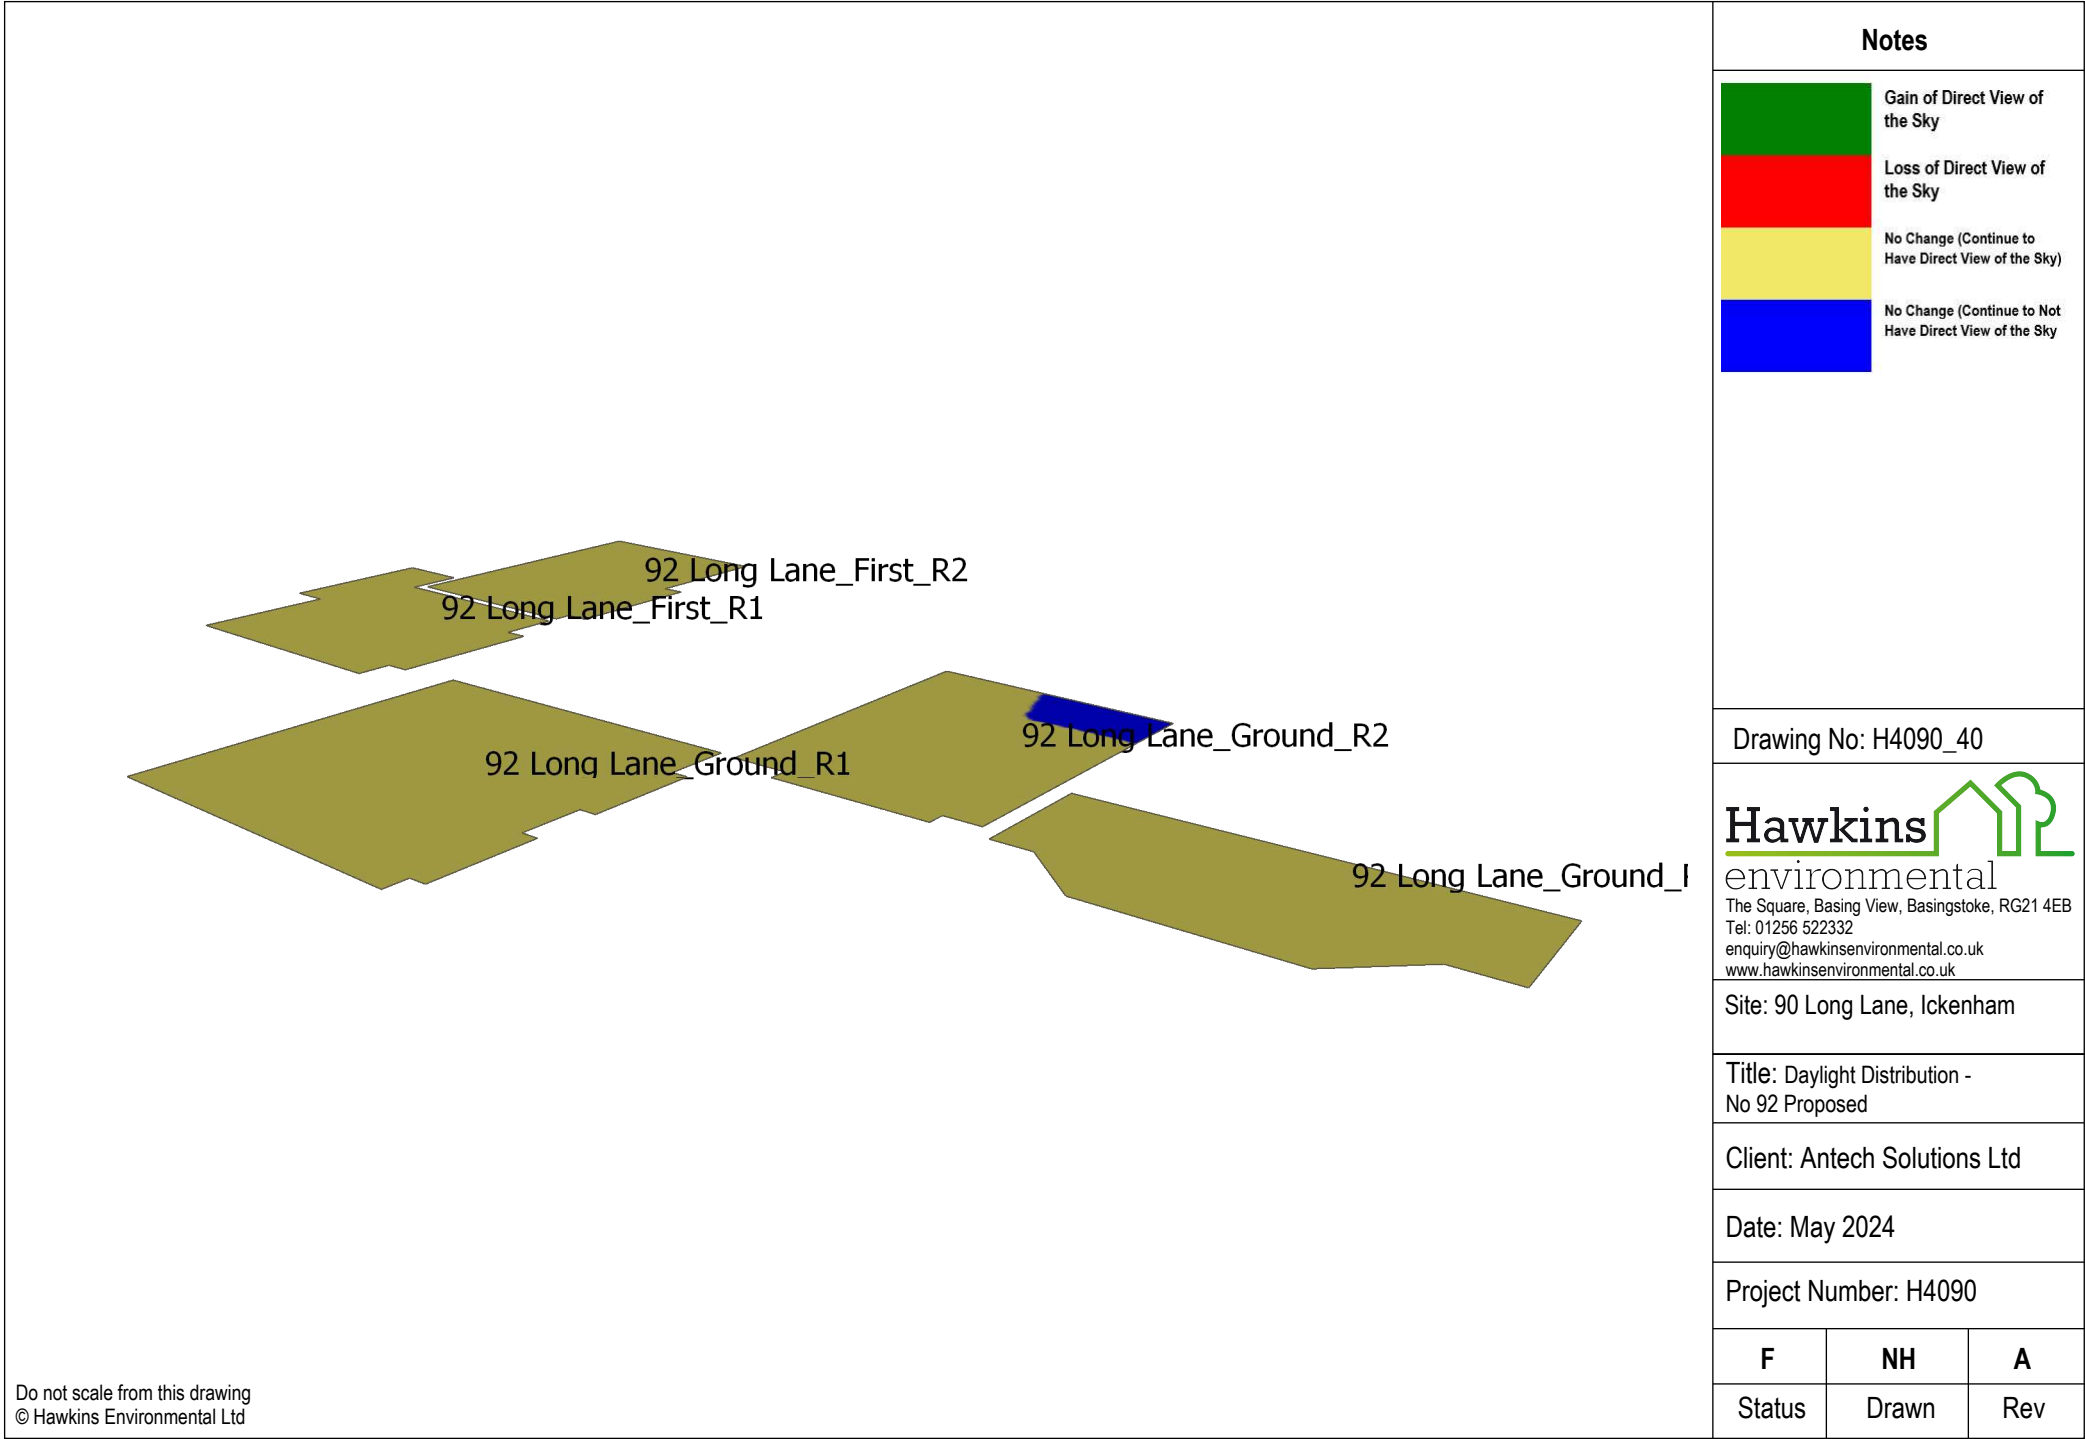 Notes
Gain of Direct View of
the Sky
Loss of Direct View of
the Sky
No Change (Continue to
Have Direct View of the Sky)
No Change (Continue to Not
Have Direct View of the Sky
92 Long Lane_First_R2
92 Long Lane_First_R1
92 Long Lane_Ground_R2
92 Long Lane_Ground_R1
92 Long Lane_Ground_
Drawing No: H4090_40
Hawkins
environmental
The Square, Basing View, Basingstoke, RG21 4EB
Tel: 01256 522332
enquiry@hawkinsenvironmental.co.uk
www.hawkinsenvironmental.co.uk
Site: 90 Long Lane, Ickenham
Title: Daylight Distribution -
No 92 Proposed
Client: Antech Solutions Ltd
Date: May 2024
Project Number: H4090
F NH A
Status Drawn Rev
Do not scale from this drawing
© Hawkins Environmental Ltd